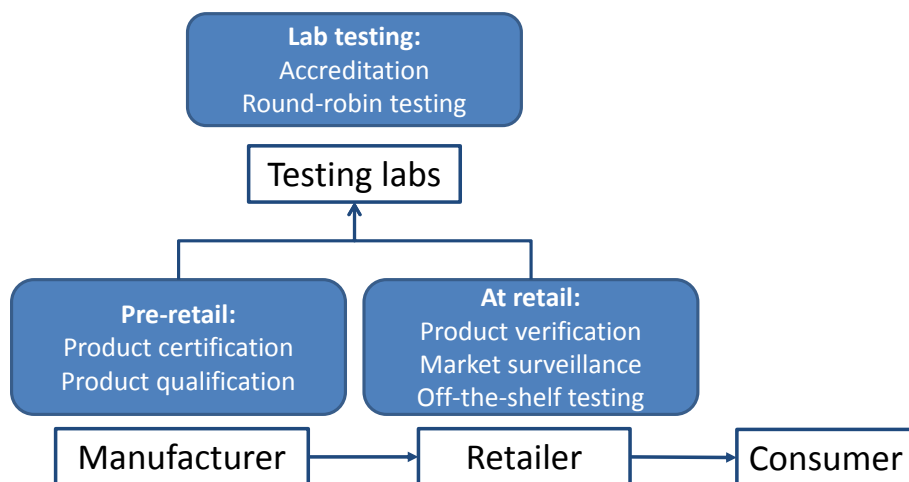 Lab testing:
Accreditation
Round-robin testing
Testing labs
Pre-retail:
Product certification
Product qualification
At retail:
Product verification
Market surveillance
Off-the-shelf testing
Manufacturer
Retailer
Consumer